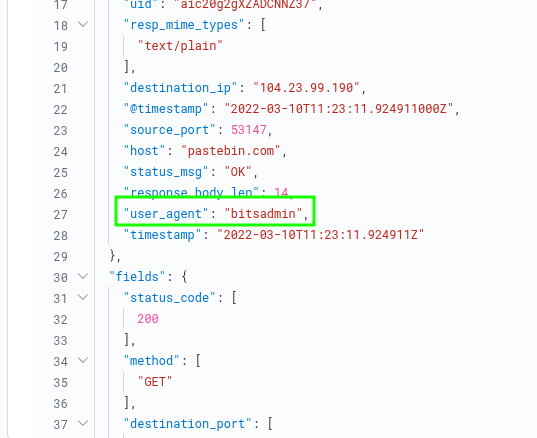 17 "uid": "aic20g2gXZADCNNZ37",
18 "resp_mime_types": [
19 "text/plain"
20 ],
21 "destination_ip": "104.23.99.190",
22 "@timestamp": "2022-03-10T11:23:11.924911000Z",
23 "source_port": 53147,
24 "host": "pastebin.com",
25 "status_msg": "OK",
26 "response_body_len": 14,
27 "user_agent": "bitsadmin",
28 "timestamp": "2022-03-10T11:23:11.924911Z"
29 },
30 "fields": {
31 "status_code": [
32 200
33 ],
34 "method": [
35 "GET"
36 ],
37 "destination_port": [